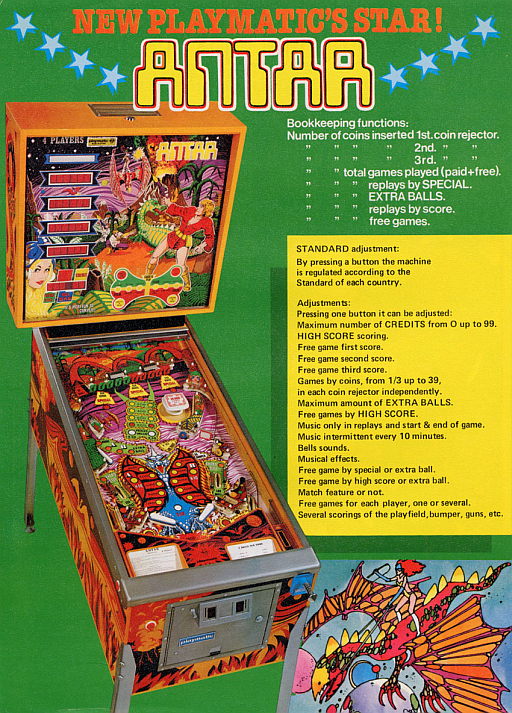 NEW PLAYMATIC'S STAR!
ANTAR
Bookkeeping functions:
Number of coins inserted 1st. coin rejector.
" " " " 2nd. " "
" " " " 3rd. " "
" " total games played (paid+free).
" " " replays by SPECIAL.
" " " EXTRA BALLS.
" " " replays by score.
" " " free games.
4 PLAYERS
ANTAR
STANDARD adjustment:
By pressing a button the machine
is regulated according to the
Standard of each country.
Adjustments:
Pressing one button it can be adjusted:
Maximum number of CREDITS from O up to 99.
HIGH SCORE scoring.
Free game first score.
Free game second score.
Free game third score.
Games by coins, from 1/3 up to 39,
in each coin rejector independently.
Maximum amount of EXTRA BALLS.
Free games by HIGH SCORE.
Music only in replays and start & end of game.
Music intermittent every 10 minutes.
Bells sounds.
Musical effects.
Free game by special or extra ball.
Free game by high score or extra ball.
Match feature or not.
Free games for each player, one or several.
Several scorings of the playfield, bumper, guns, etc.
playmatic